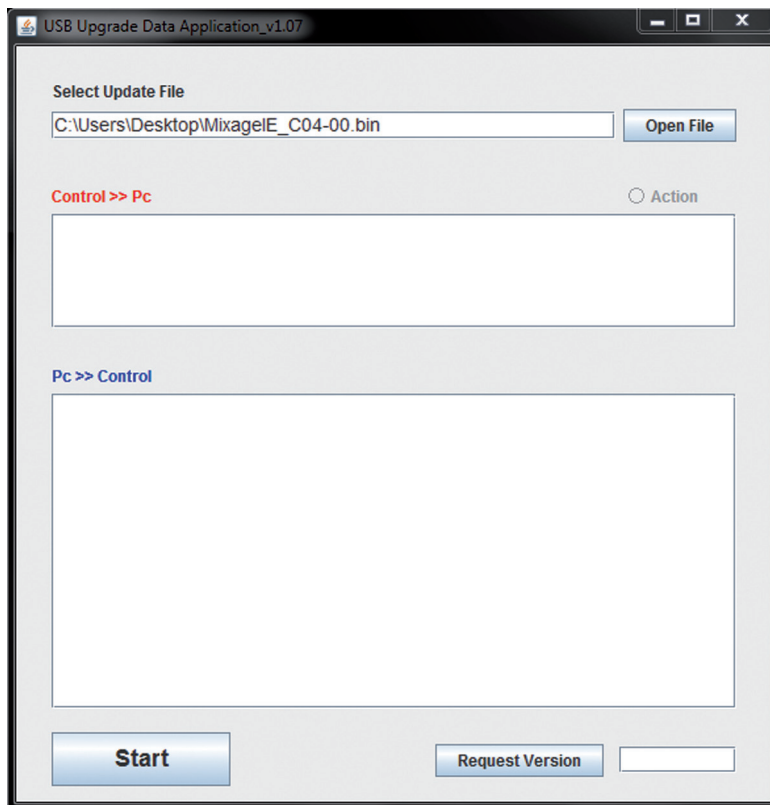 USB Upgrade Data Application_v1.07
Select Update File
C:\Users\Desktop\MixagelE_C04-00.bin
Open File
Control >> Pc
Action
Pc >> Control
Start
Request Version